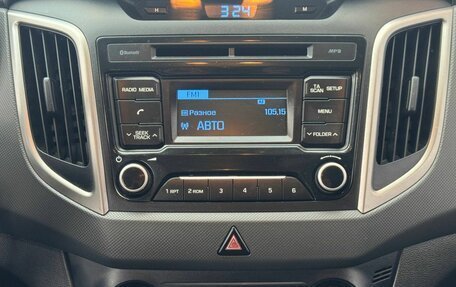 H 3:24 M
Bluetooth MP3
RADIO MEDIA TA SCAN SETUP
FM1
AF
Разное 105,15
АВТО
MENU
SEEK TRACK FOLDER
1 RPT 2 RDM 3 4 5 6